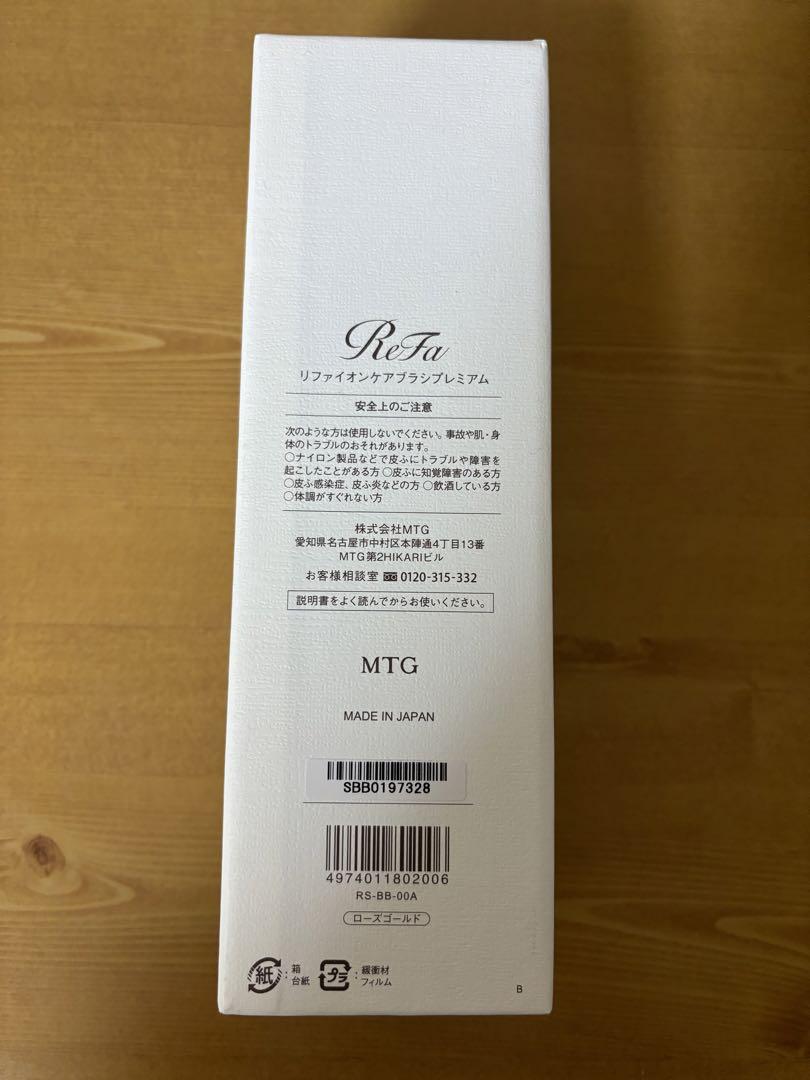 ReFa
リファイオンケアブラシプレミアム
安全上のご注意
次のような方は使用しないでください。事故や肌・身
体のトラブルのおそれがあります。
○ナイロン製品などで皮ふにトラブルや障害を
起こしたことがある方 ○皮ふに知覚障害のある方
○皮ふ感染症、皮ふ炎などの方 ○飲酒している方
○体調がすぐれない方
株式会社MTG
愛知県名古屋市中村区本陣通4丁目13番
MTG第2HIKARIビル
お客様相談室 0120-315-332
説明書をよく読んでからお使いください。
MTG
MADE IN JAPAN
SBB0197328
4974011802006
RS-BB-00A
ローズゴールド
紙 : 箱
台紙
プラ : 緩衝材
フィルム
B